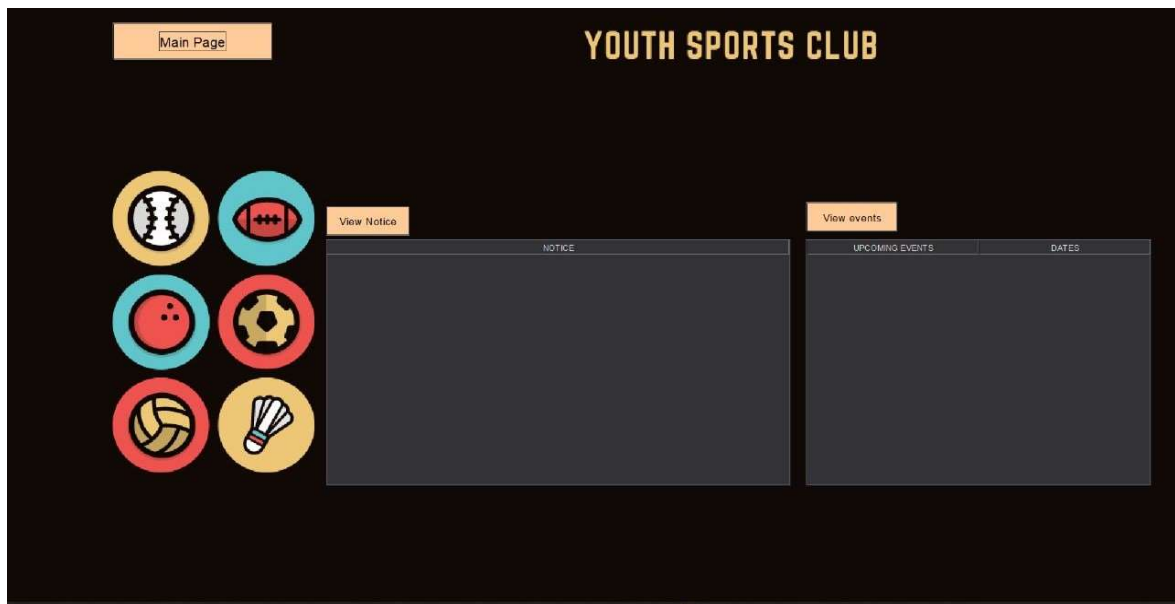 Main Page
YOUTH SPORTS CLUB
View Notice
View events
NOTICE
UPCOMING EVENTS
DATES